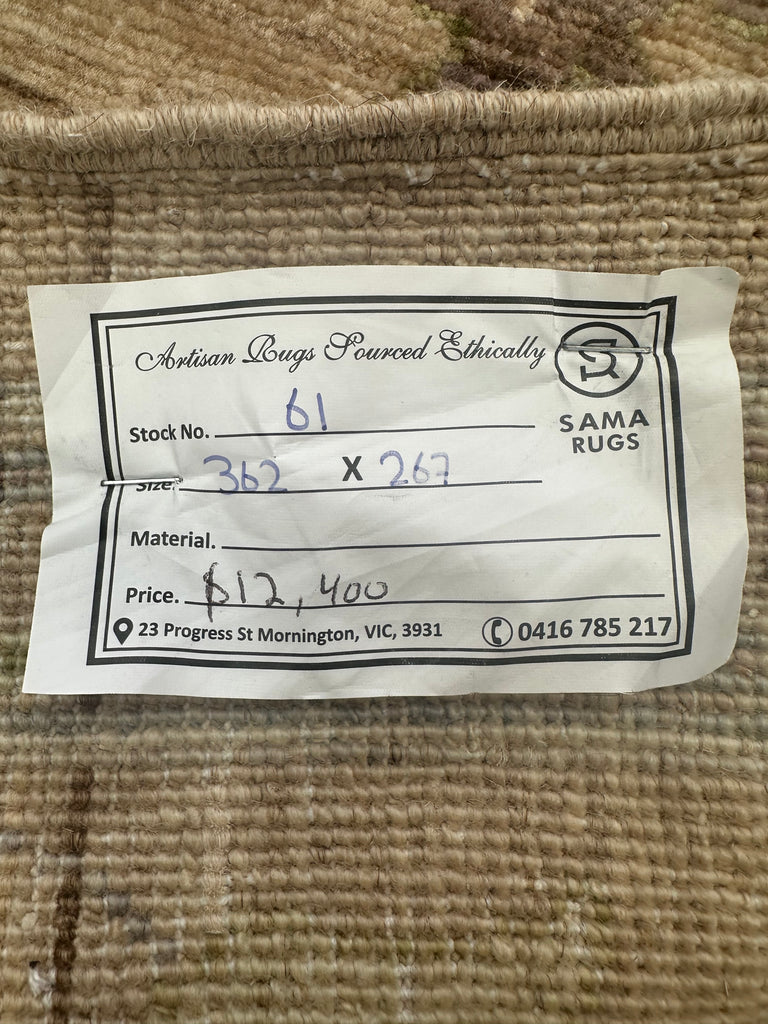 Artisan Rugs Sourced Ethically
SR
SAMA
RUGS
Stock No. 61
Size. 362 X 267
Material.
Price. $12,400
23 Progress St Mornington, VIC, 3931
0416 785 217